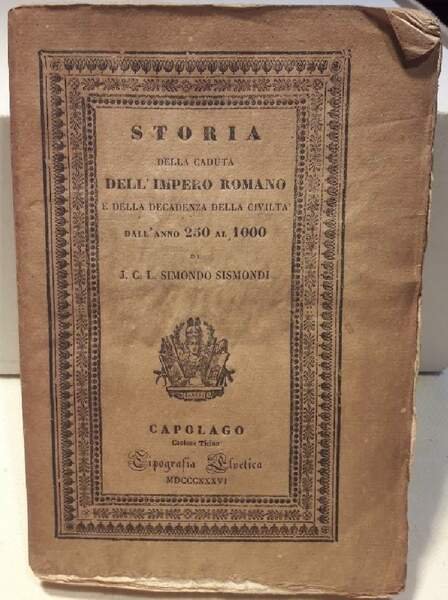 STORIA
DELLA CADUTA
DELL'IMPERO ROMANO
E DELLA DECADENZA DELLA CIVILTA'
DALL'ANNO 250 AL 1000
DI
J. C. L. SIMONDO SISMONDI
CAPOLAGO
Cantone Ticino
Tipografia Elvetica
MDCCCXXXVI